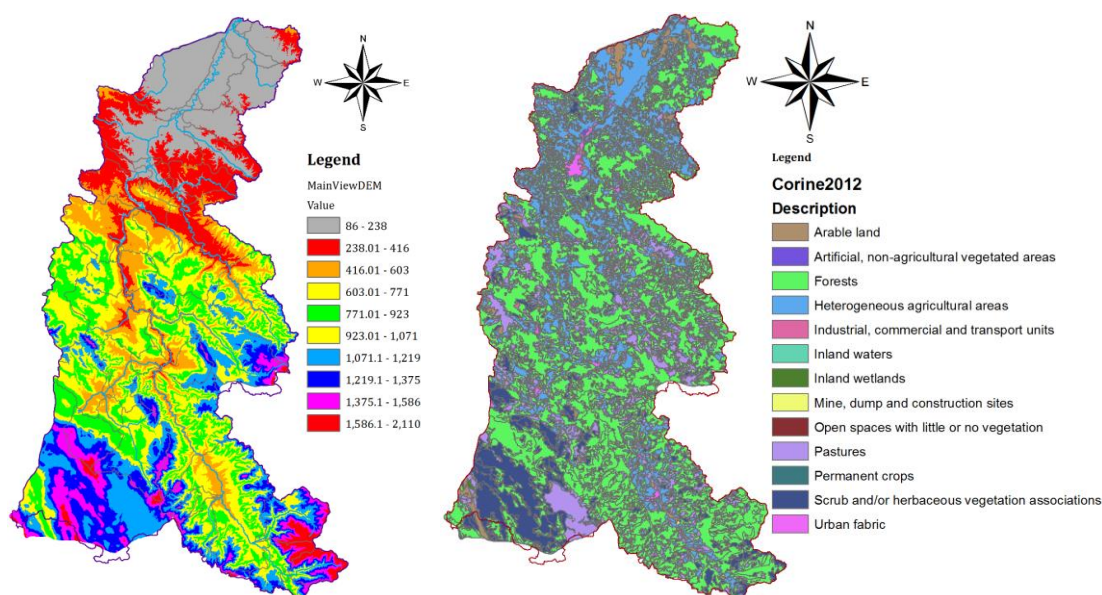 N
W
E
S
Legend
MainViewDEM
Value
86 - 238
238.01 - 416
416.01 - 603
603.01 - 771
771.01 - 923
923.01 - 1,071
1,071.1 - 1,219
1,219.1 - 1,375
1,375.1 - 1,586
1,586.1 - 2,110
N
W
E
S
Legend
Corine2012
Description
Arable land
Artificial, non-agricultural vegetated areas
Forests
Heterogeneous agricultural areas
Industrial, commercial and transport units
Inland waters
Inland wetlands
Mine, dump and construction sites
Open spaces with little or no vegetation
Pastures
Permanent crops
Scrub and/or herbaceous vegetation associations
Urban fabric